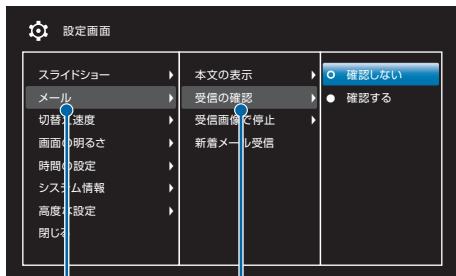 設定画面
スライドショー
メール
切替え速度
画面の明るさ
時間の設定
システム情報
高度な設定
閉じる
本文の表示
受信の確認
受信画像で停止
新着メール受信
確認しない
確認する